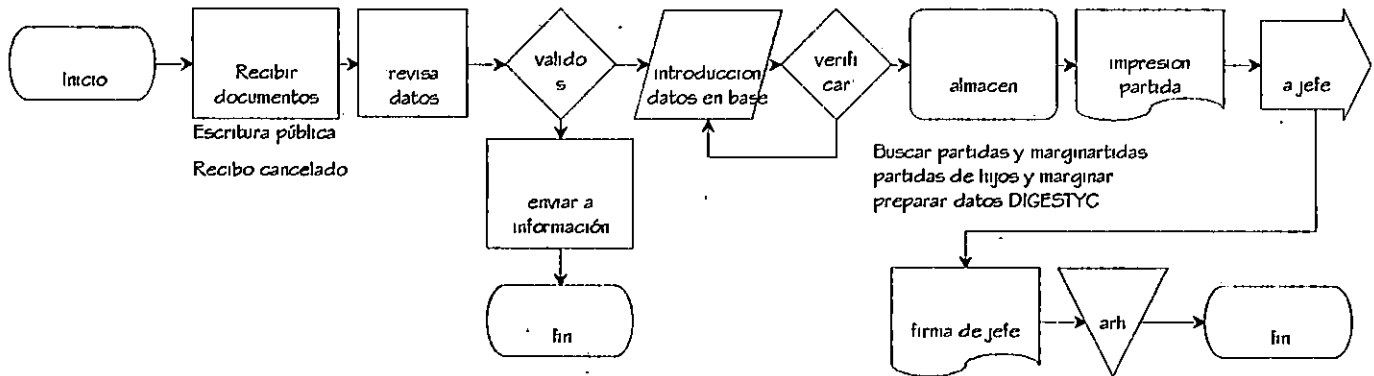 Inicio
Recibir
documentos
Escritura pública
Recibo cancelado
revisa
datos
valido
s
enviar a
información
fin
introduccion
datos en base
verifi
car
almacen
impresion
partida
a jefe
Buscar partidas y marginartidas
partidas de hijos y marginar
preparar datos DIGESTYC
firma de jefe
arh
fin